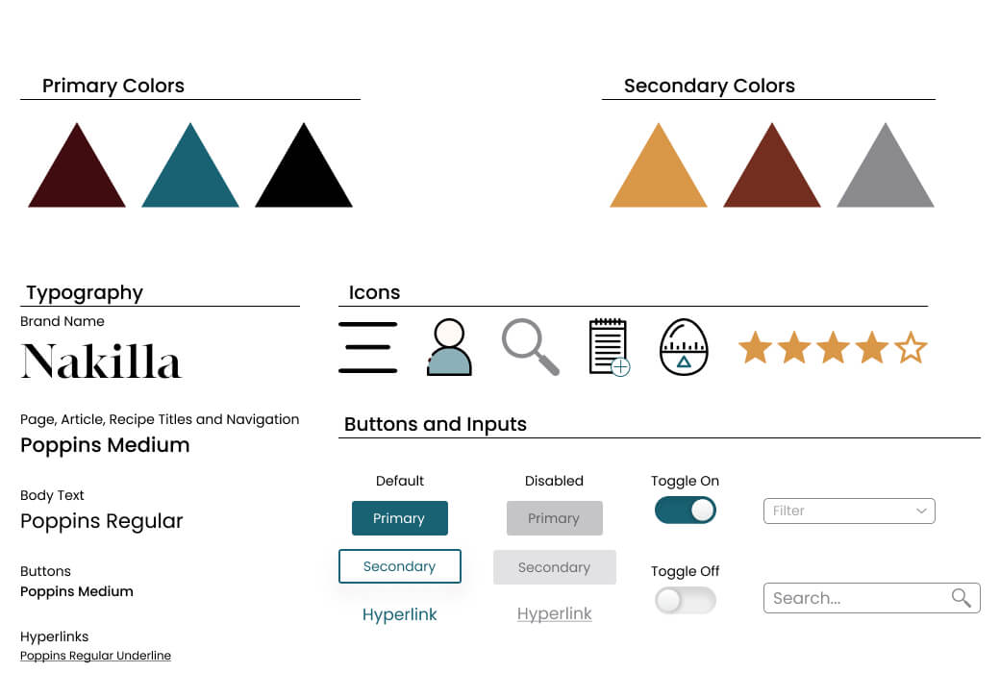 Primary Colors
Secondary Colors
Typography
Brand Name
Nakilla
Page, Article, Recipe Titles and Navigation
Poppins Medium
Body Text
Poppins Regular
Buttons
Poppins Medium
Hyperlinks
Poppins Regular Underline
Icons
Buttons and Inputs
Default
Primary
Secondary
Hyperlink
Disabled
Primary
Secondary
Hyperlink
Toggle On
Toggle Off
Filter
Search...